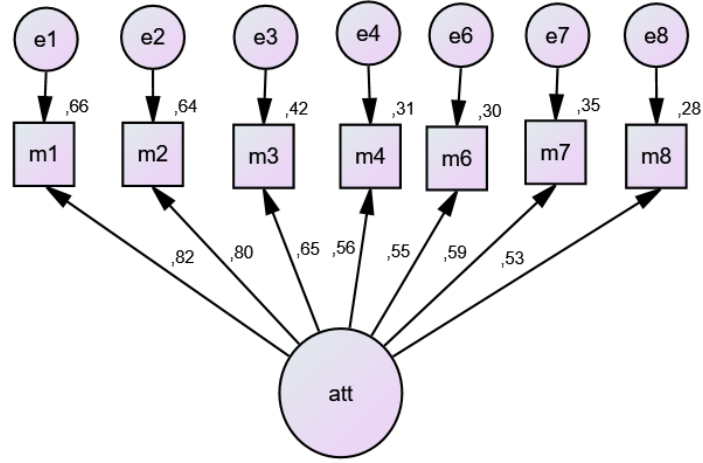 e1 e2 e3 e4 e6 e7 e8
,66 ,64 ,42 ,31 ,30 ,35 ,28
m1 m2 m3 m4 m6 m7 m8
,82 ,80 ,65 ,56 ,55 ,59 ,53
att